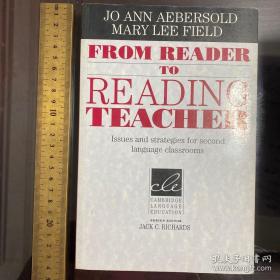 JO ANN AEBERSOLD
MARY LEE FIELD
FROM READER
TO
READING
TEACHER
Issues and strategies for second
language classrooms
cle
CAMBRIDGE
LANGUAGE
EDUCATION
SERIES EDITOR
JACK C. RICHARDS